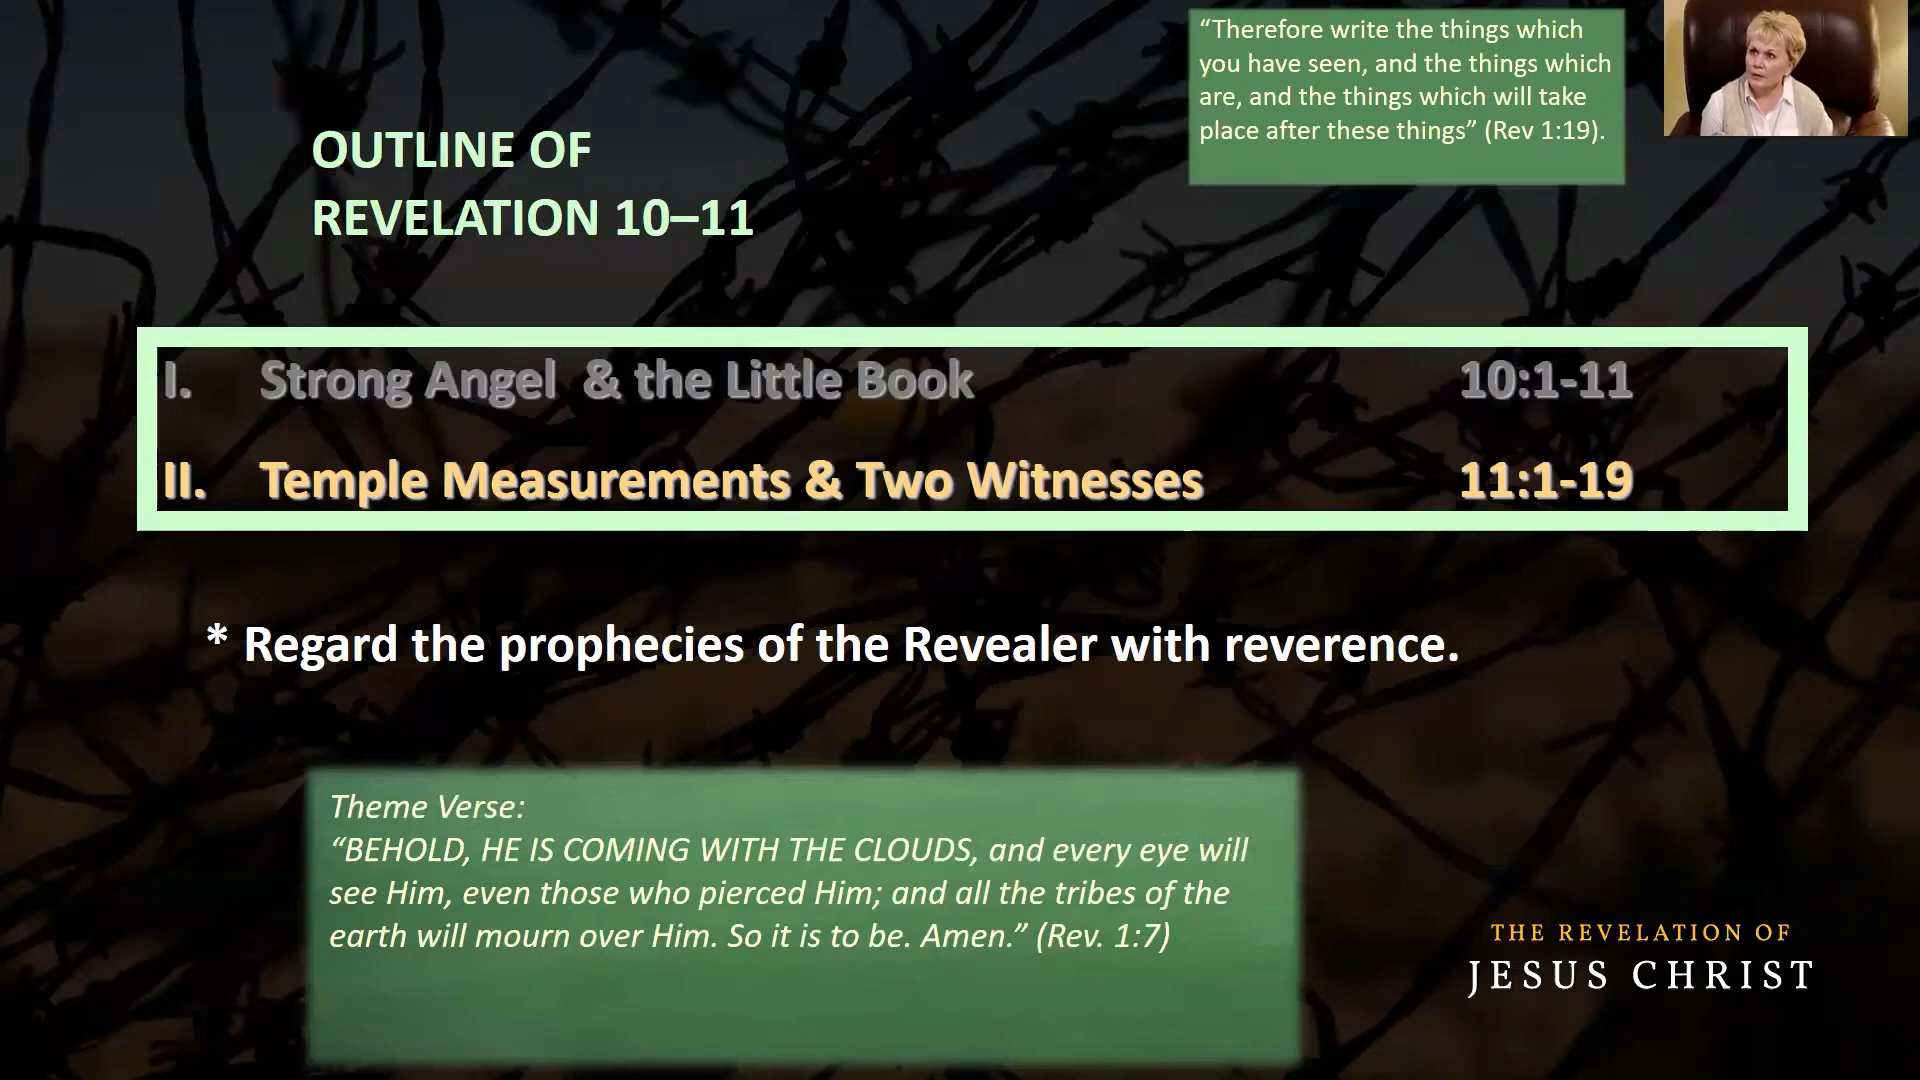 “Therefore write the things which
you have seen, and the things which
are, and the things which will take
place after these things” (Rev 1:19).
OUTLINE OF
REVELATION 10–11
I. Strong Angel & the Little Book 10:1-11
II. Temple Measurements & Two Witnesses 11:1-19
* Regard the prophecies of the Revealer with reverence.
Theme Verse:
“BEHOLD, HE IS COMING WITH THE CLOUDS, and every eye will
see Him, even those who pierced Him; and all the tribes of the
earth will mourn over Him. So it is to be. Amen.” (Rev. 1:7)
THE REVELATION OF
JESUS CHRIST